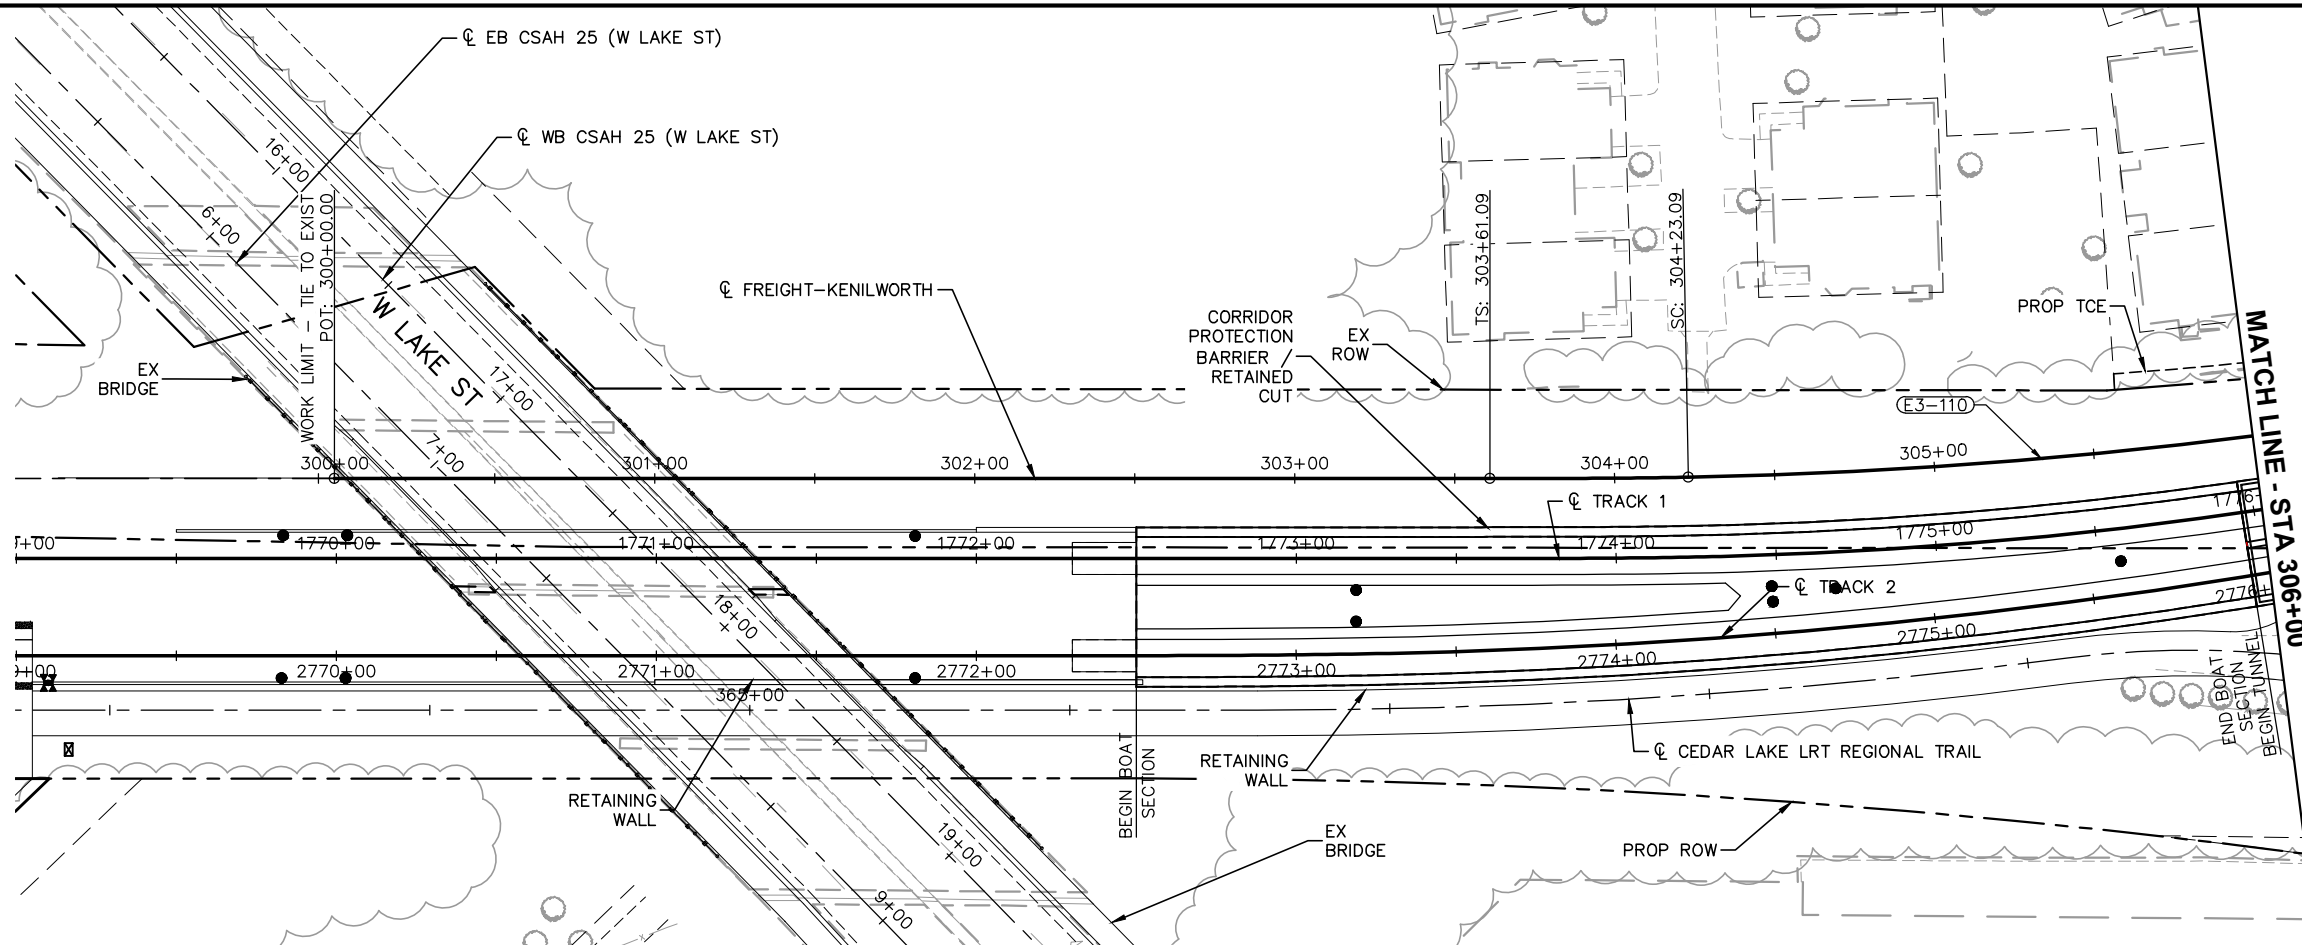 ℄ EB CSAH 25 (W LAKE ST)
℄ WB CSAH 25 (W LAKE ST)
16+00
6+00
WORK LIMIT - TIE TO EXIST
POT: 300+00.00
W LAKE ST
℄ FREIGHT-KENILWORTH
CORRIDOR
PROTECTION
BARRIER
RETAINED
CUT
EX
ROW
TS: 303+61.09
SC: 304+23.09
PROP TCE
MATCH LINE - STA 306+00
EX
BRIDGE
17+00
7+00
E3-110
300+00
301+00
302+00
303+00
304+00
305+00
℄ TRACK 1
7+00
1770+00
1771+00
1772+00
1773+00
1774+00
1775+00
1776+
18+00
℄ TRACK 2
0+00
2770+00
2771+00
2772+00
2773+00
2774+00
2775+00
2776+
365+00
BEGIN BOAT
SECTION
RETAINING
WALL
℄ CEDAR LAKE LRT REGIONAL TRAIL
END BOAT
SECTION
BEGIN TUNNEL
RETAINING
WALL
19+00
9+00
EX
BRIDGE
PROP ROW